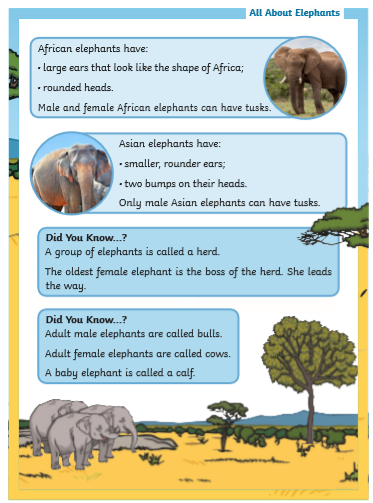 All About Elephants
African elephants have:
• large ears that look like the shape of Africa;
• rounded heads.
Male and female African elephants can have tusks.
Asian elephants have:
• smaller, rounder ears;
• two bumps on their heads.
Only male Asian elephants can have tusks.
Did You Know...?
A group of elephants is called a herd.
The oldest female elephant is the boss of the herd. She leads
the way.
Did You Know...?
Adult male elephants are called bulls.
Adult female elephants are called cows.
A baby elephant is called a calf.